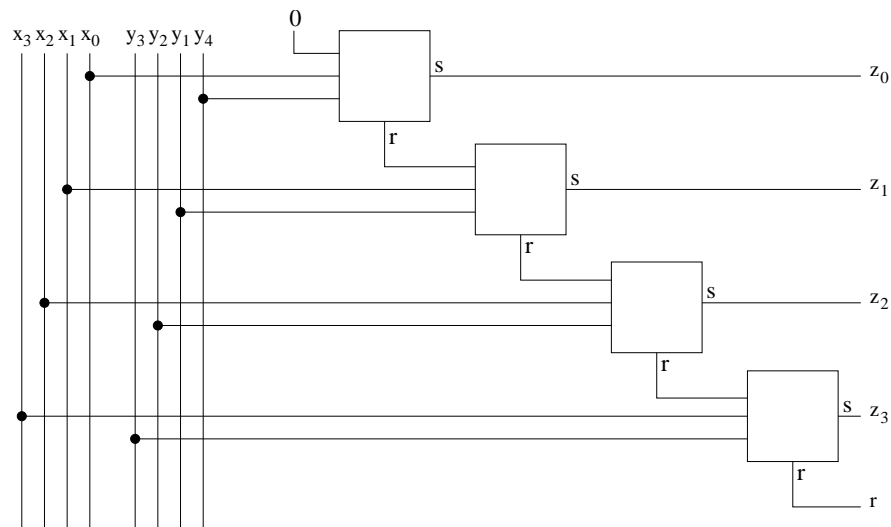 0
x₃ x₂ x₁ x₀ y₃ y₂ y₁ y₄
s z₀
r
s z₁
r
s z₂
r
s z₃
r
r